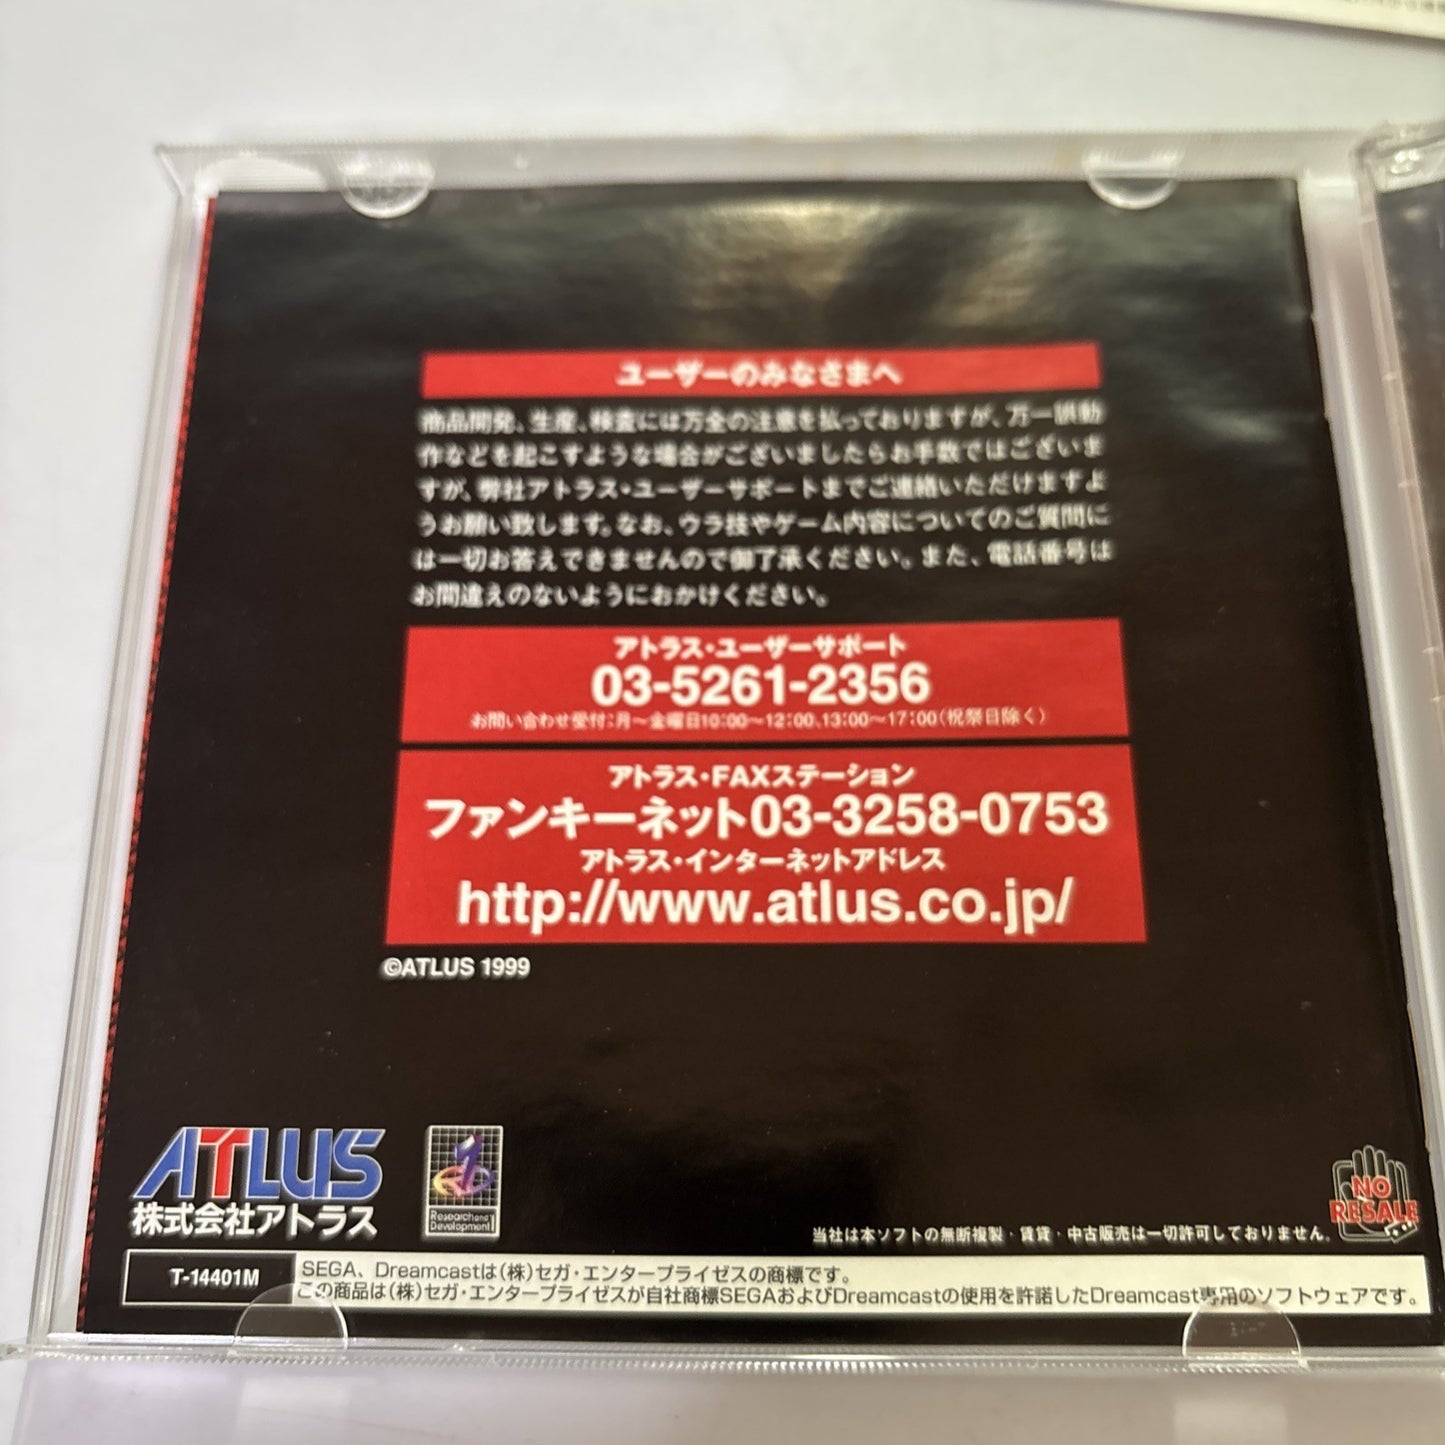 ユーザーのみなさまへ
商品開発、生産、検査には万全の注意を払っておりますが、万一誤動
作などを起こすような場合がございましたらお手数ではございま
すが、弊社アトラス・ユーザーサポートまでご連絡いただけますよ
うお願い致します。なお、ウラ技やゲーム内容についてのご質問に
は一切お答えできませんので御了承ください。また、電話番号は
お間違えのないようにおかけください。
アトラス・ユーザーサポート
03-5261-2356
お問い合わせ受付:月〜金曜日10:00〜12:00、13:00〜17:00(祝祭日除く)
アトラス・FAXステーション
ファンキーネット03-3258-0753
アトラス・インターネットアドレス
http://www.atlus.co.jp/
©ATLUS 1999
ATLUS
株式会社アトラス
Research and
Development 1
当社は本ソフトの無断複製・賃貸・中古販売は一切許可しておりません。
NO
RESALE
T-14401M
SEGA、Dreamcastは(株)セガ・エンタープライゼスの商標です。
この商品は(株)セガ・エンタープライゼスが自社商標SEGAおよびDreamcastの使用を許諾したDreamcast専用のソフトウェアです。